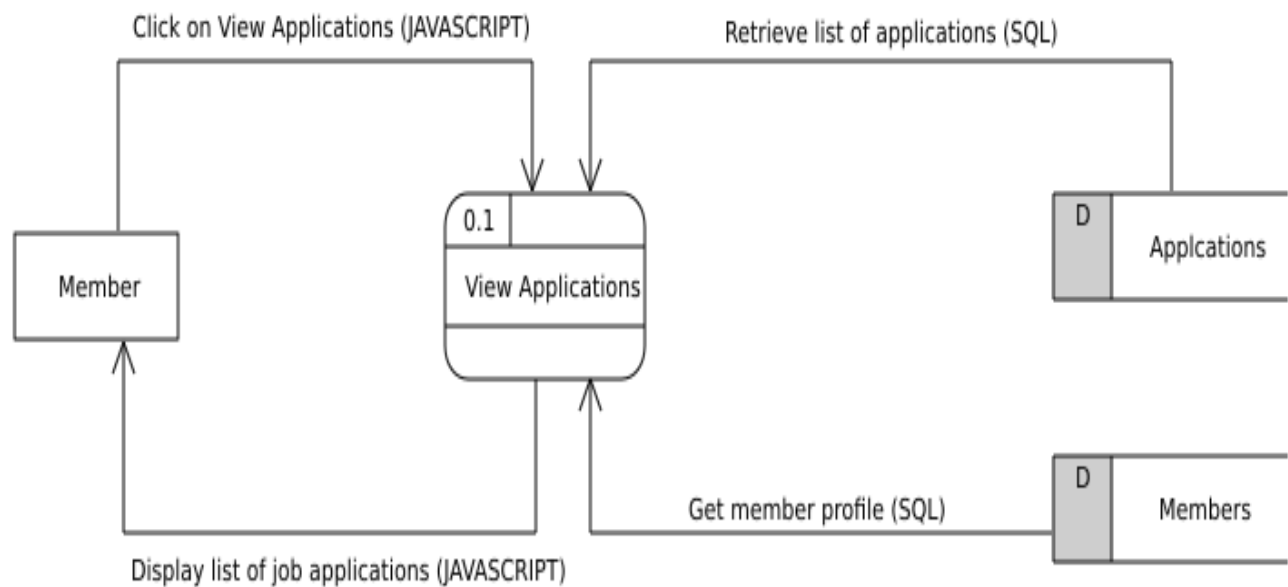 Click on View Applications (JAVASCRIPT)
Retrieve list of applications (SQL)
0.1
D
Applcations
Member
View Applications
D
Members
Get member profile (SQL)
Display list of job applications (JAVASCRIPT)